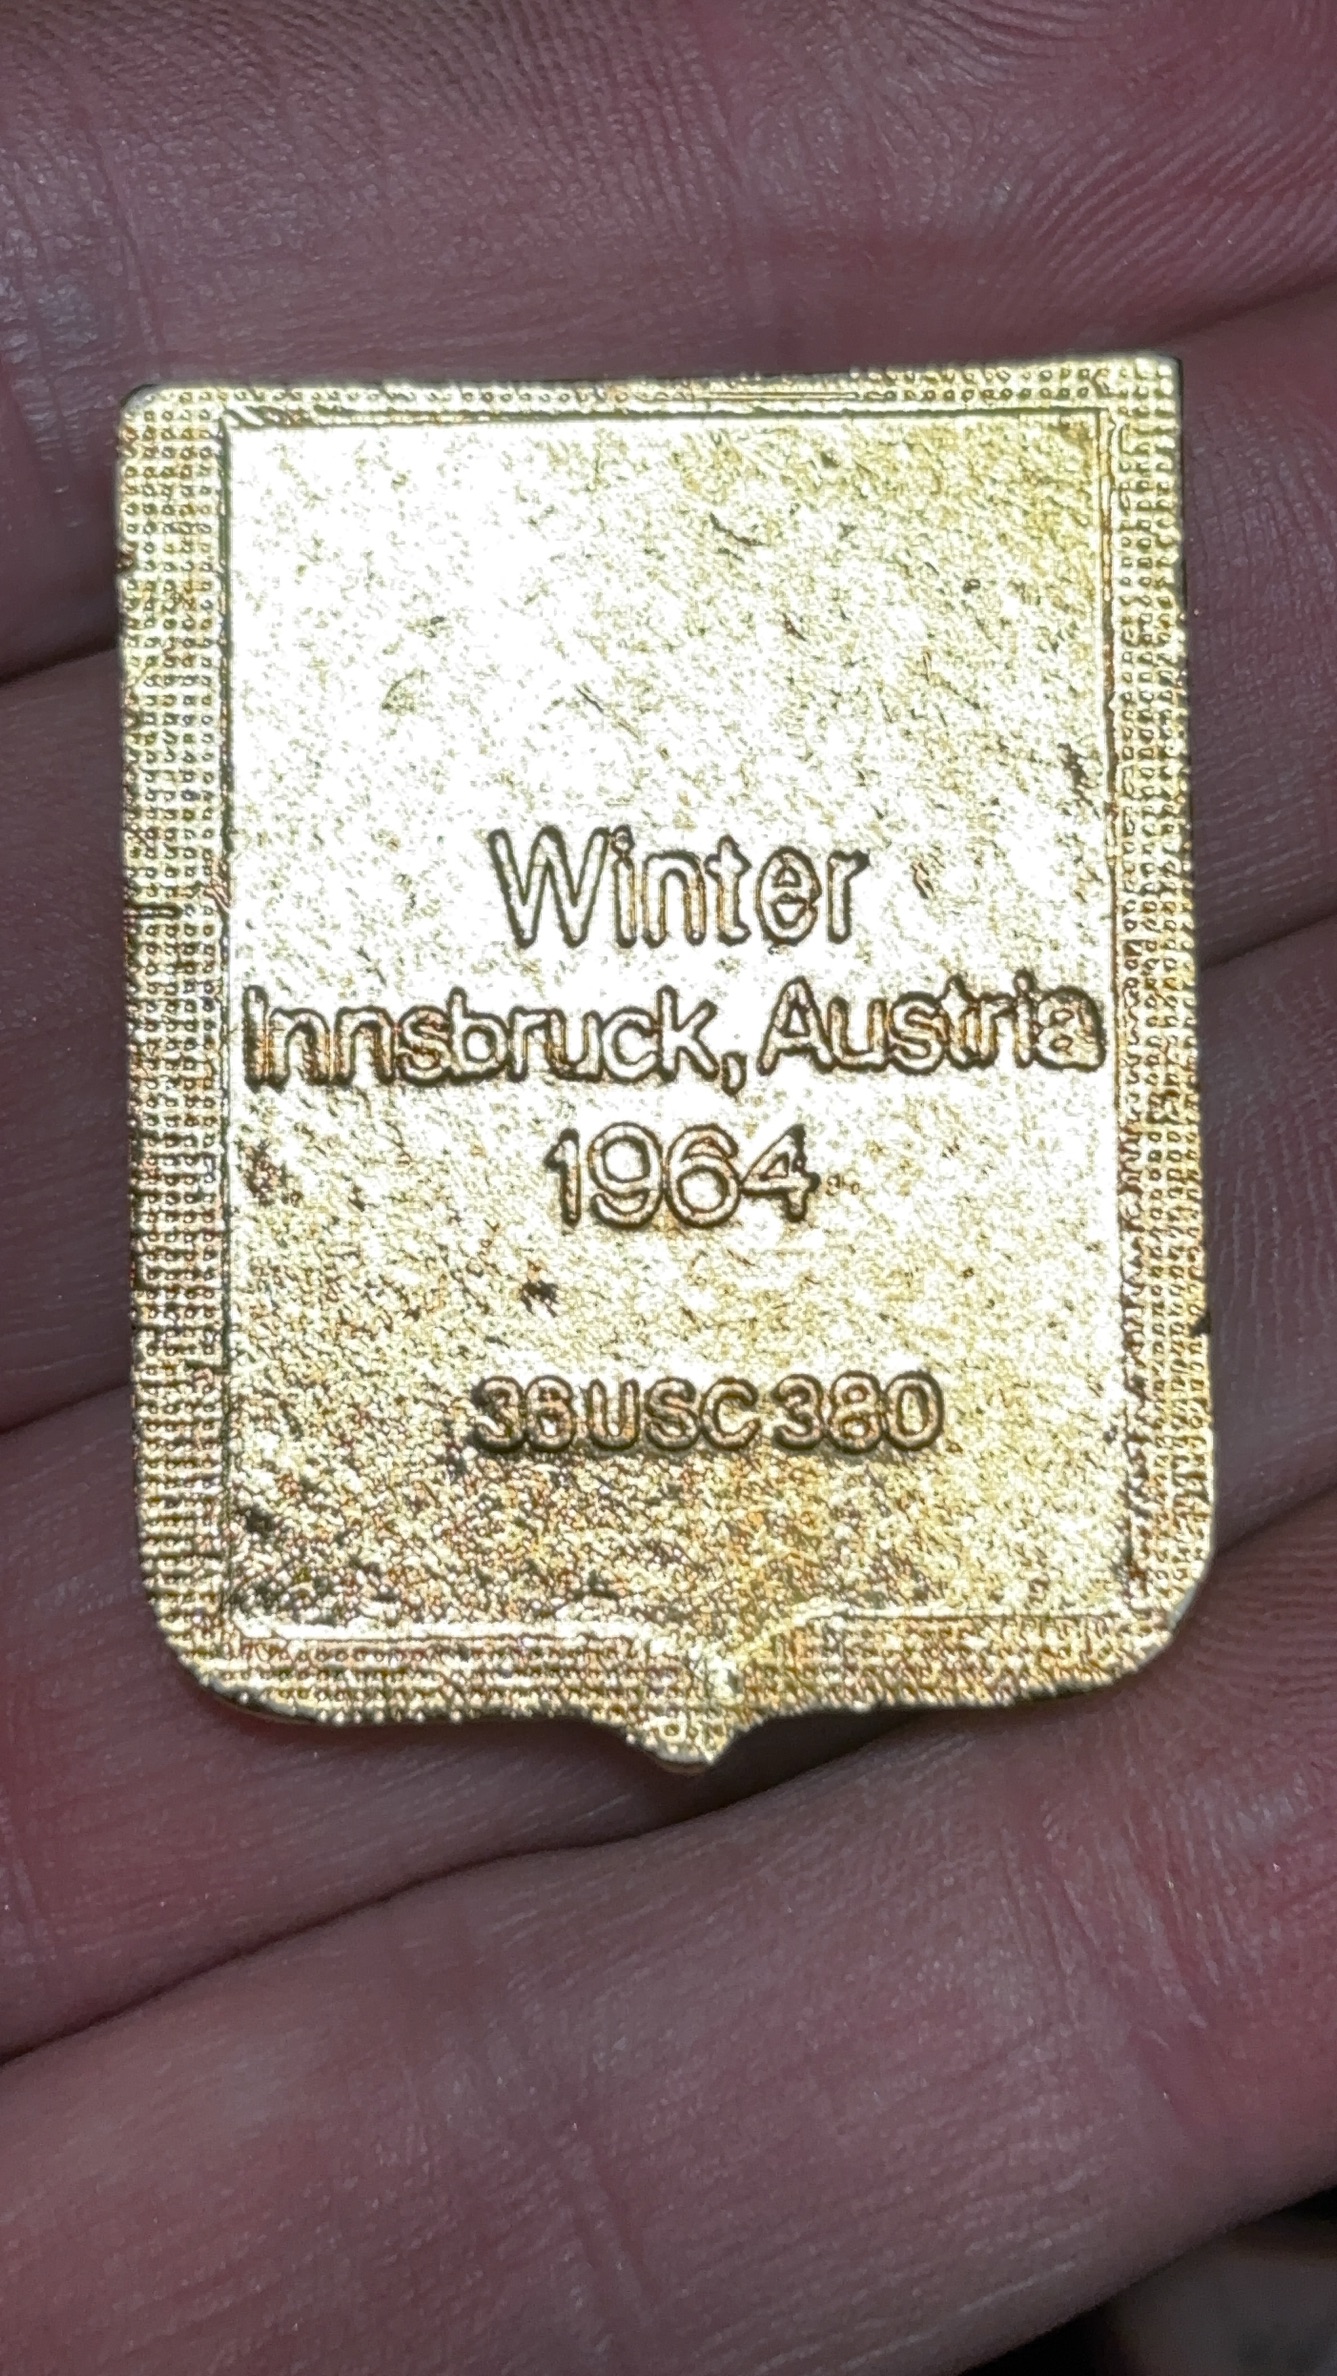 Winter
Innsbruck, Austria
1964
36USC380